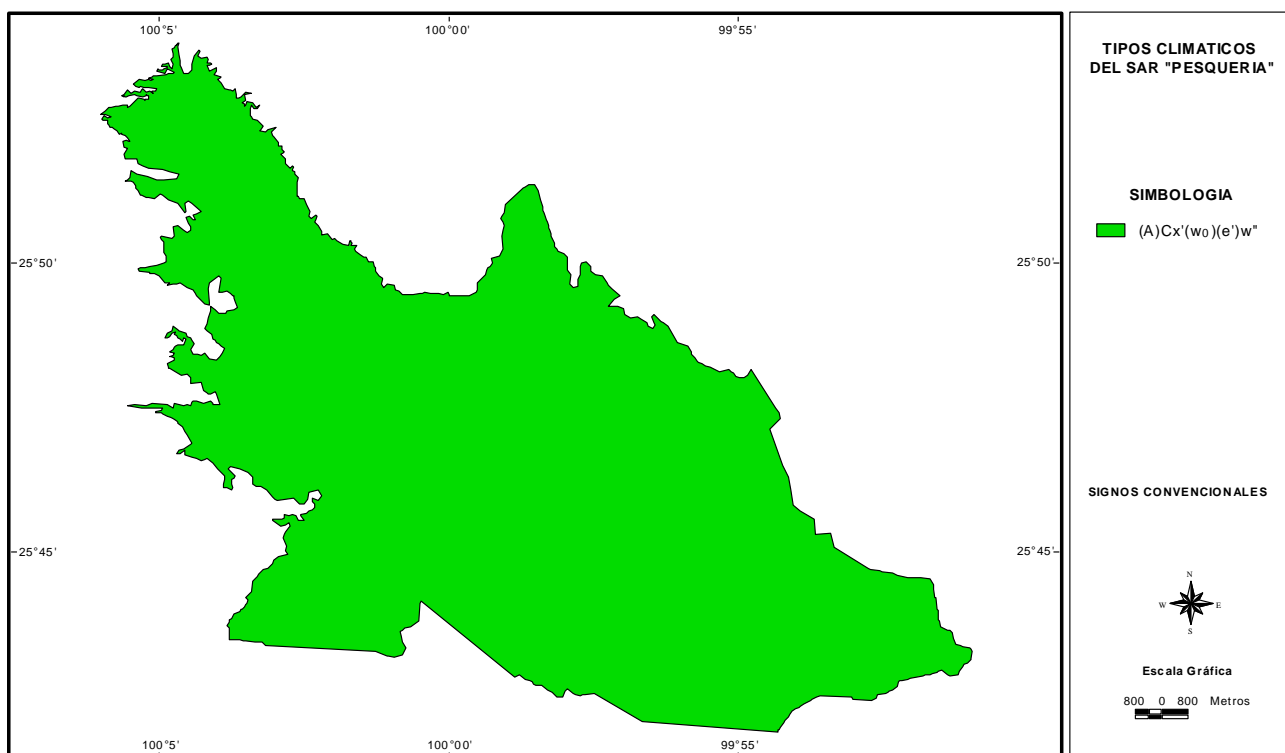 100°5'
100°00
99°55'
TIPOS CLIMATICOS
DEL SAR "PESQUERIA"
SIMBOLOGIA
(A)Cx'(w₀)(e')w"
25°50'
25°50'
SIGNOS CONVENCIONALES
25°45'
25°45'
N
W
E
S
Escala Gráfica
800 0 800 Metros
100°5'
100°00
99°55'